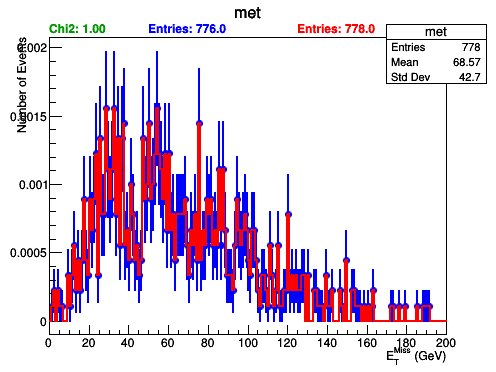 met
Chi2: 1.00 Entries: 776.0 Entries: 778.0
met
Entries 778
Mean 68.57
Std Dev 42.7
Number of Events
0.002
0.0015
0.001
0.0005
0
0 20 40 60 80 100 120 140 160 180 200
E_T^Miss (GeV)